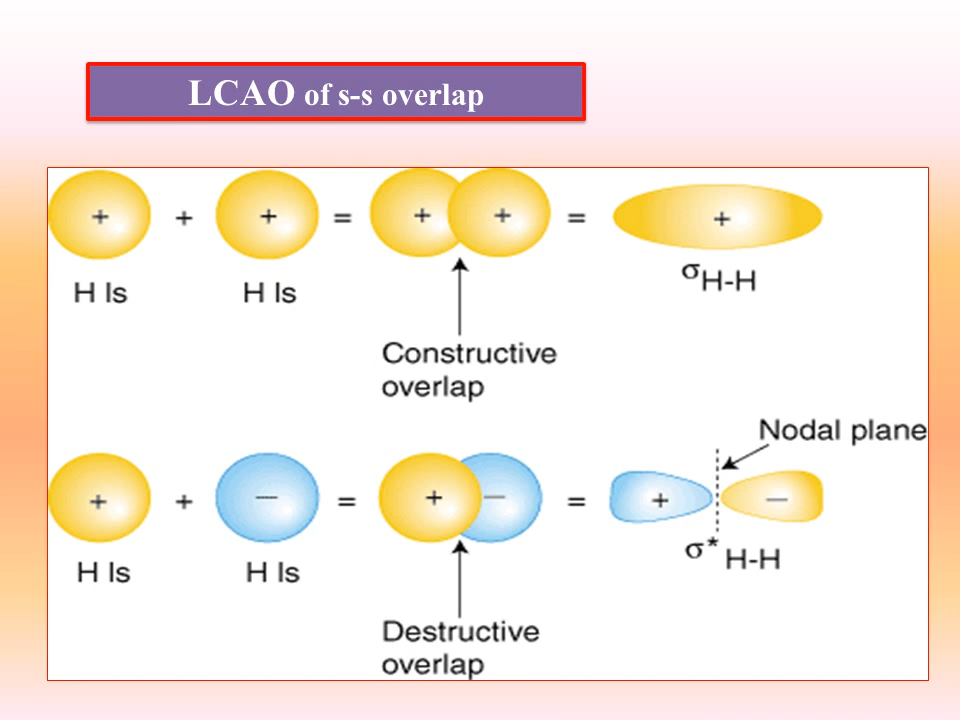 LCAO of s-s overlap
+ + + = + + = +
H ls H ls σH-H
Constructive
overlap
Nodal plane
+ + — = + — = + —
σ* H-H
H ls H ls
Destructive
overlap